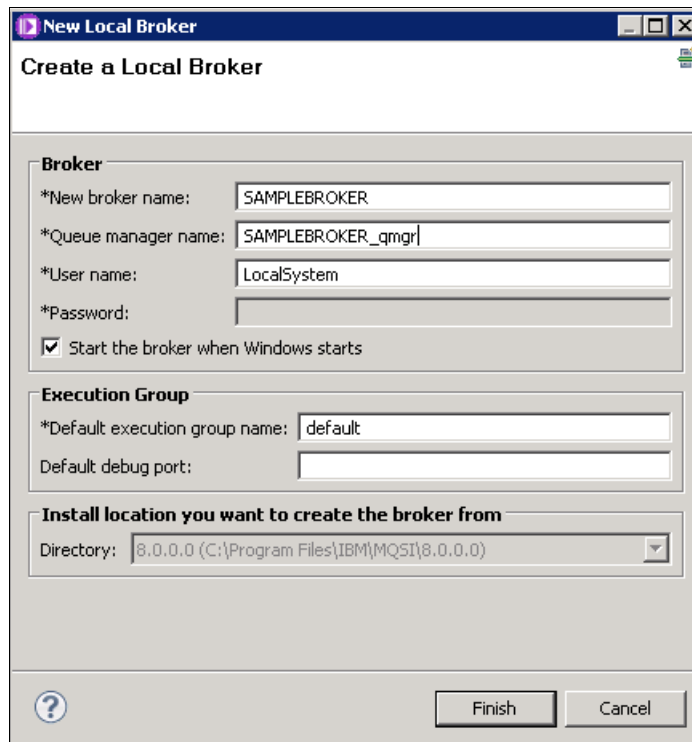 New Local Broker
Create a Local Broker
Broker
*New broker name: SAMPLEBROKER
*Queue manager name: SAMPLEBROKER_qmgr
*User name: LocalSystem
*Password:
Start the broker when Windows starts
Execution Group
*Default execution group name: default
Default debug port:
Install location you want to create the broker from
Directory: 8.0.0.0 (C:\Program Files\IBM\MQSI\8.0.0.0)
? Finish Cancel